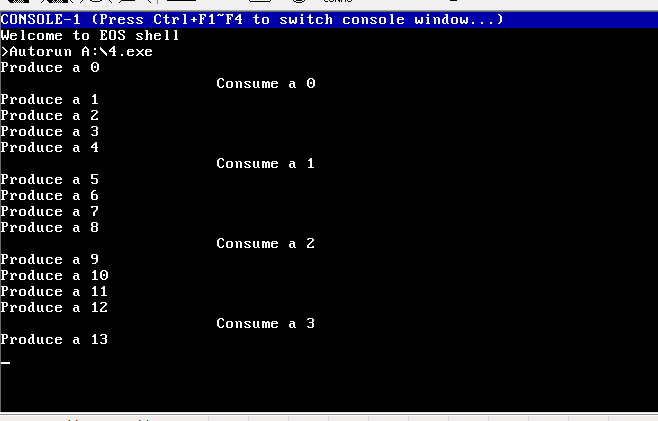 CONSOLE-1 (Press Ctrl+F1~F4 to switch console window...)
Welcome to EOS shell
>Autorun A:\4.exe
Produce a 0
Consume a 0
Produce a 1
Produce a 2
Produce a 3
Produce a 4
Consume a 1
Produce a 5
Produce a 6
Produce a 7
Produce a 8
Consume a 2
Produce a 9
Produce a 10
Produce a 11
Produce a 12
Consume a 3
Produce a 13
_